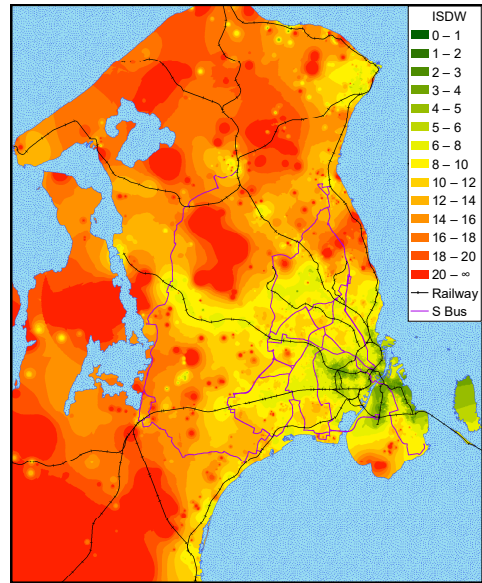 ISDW
0 – 1
1 – 2
2 – 3
3 – 4
4 – 5
5 – 6
6 – 8
8 – 10
10 – 12
12 – 14
14 – 16
16 – 18
18 – 20
20 – ∞
Railway
S Bus